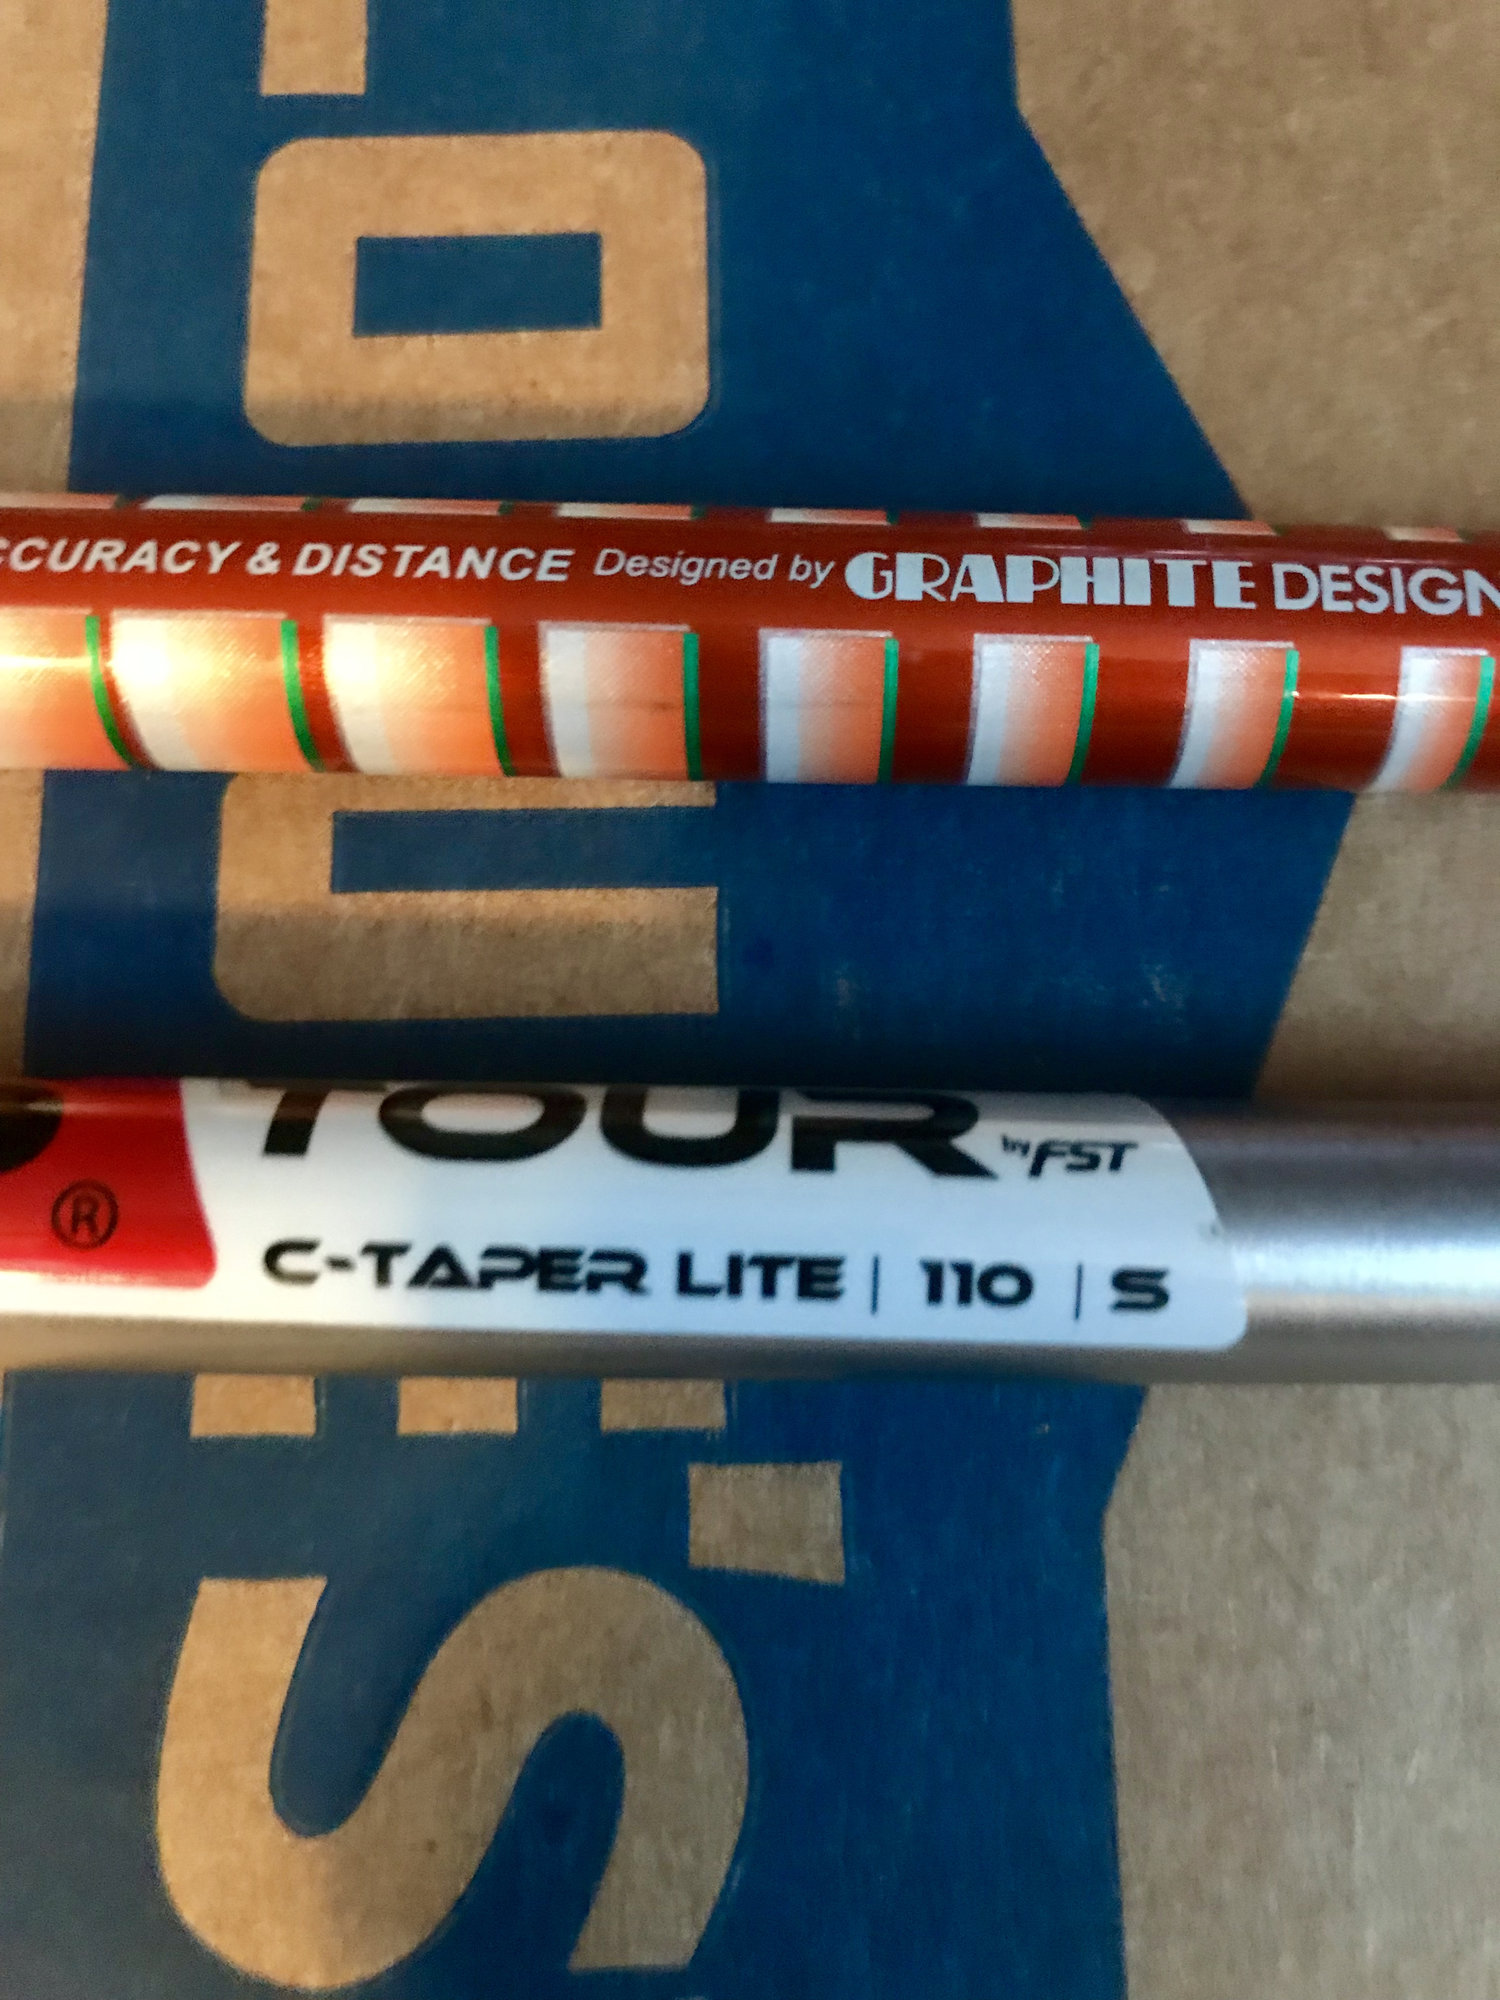 CCURACY & DISTANCE Designed by GRAPHITE DESIGN
TOUR by FST
®
C-TAPER LITE | 110 | S